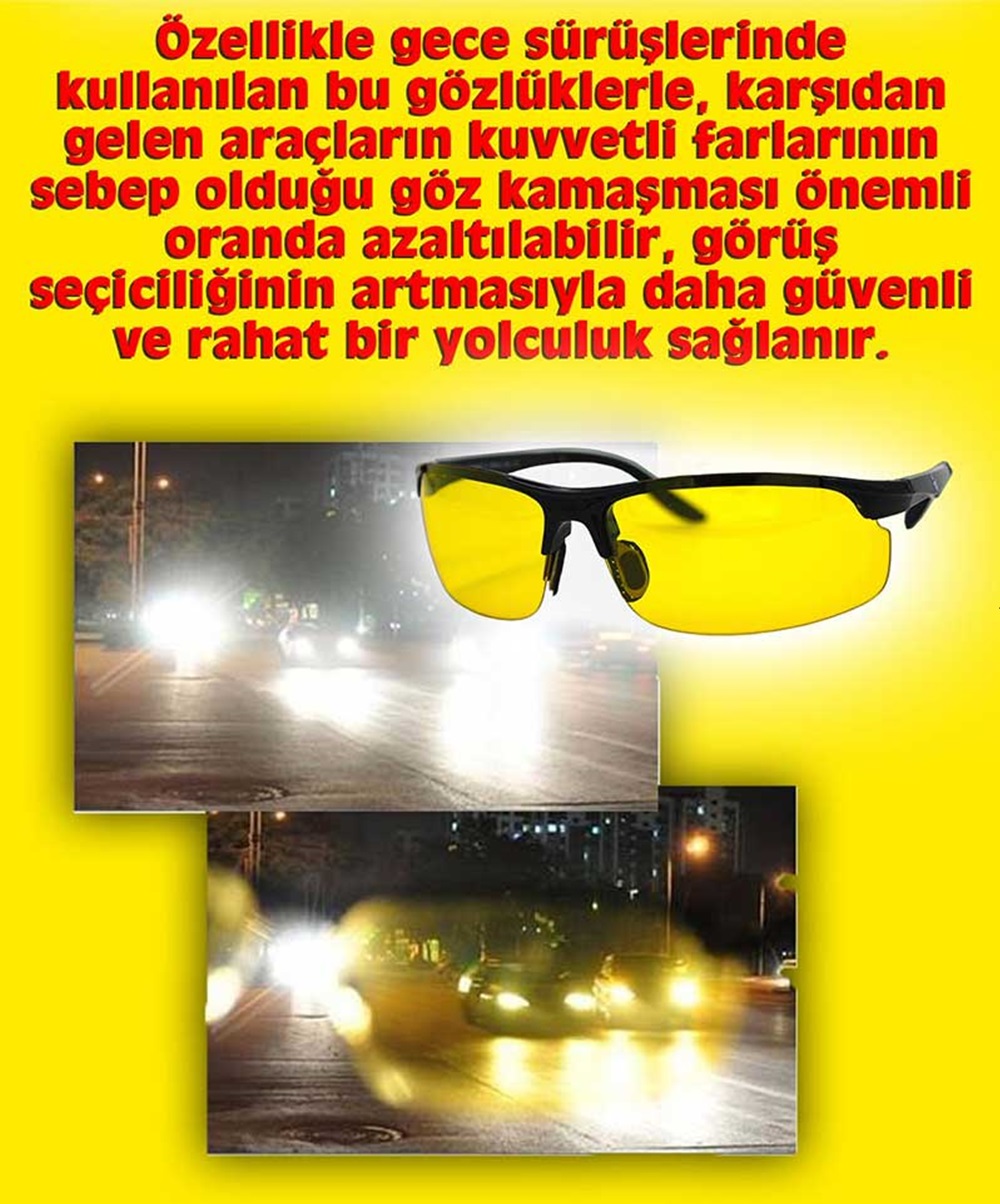 Özellikle gece sürüşlerinde
kullanılan bu gözlüklerle, karşıdan
gelen araçların kuvvetli farlarının
sebep olduğu göz kamaşması önemli
oranda azaltılabilir, görüş
seçiciliğinin artmasıyla daha güvenli
ve rahat bir yolculuk sağlanır.